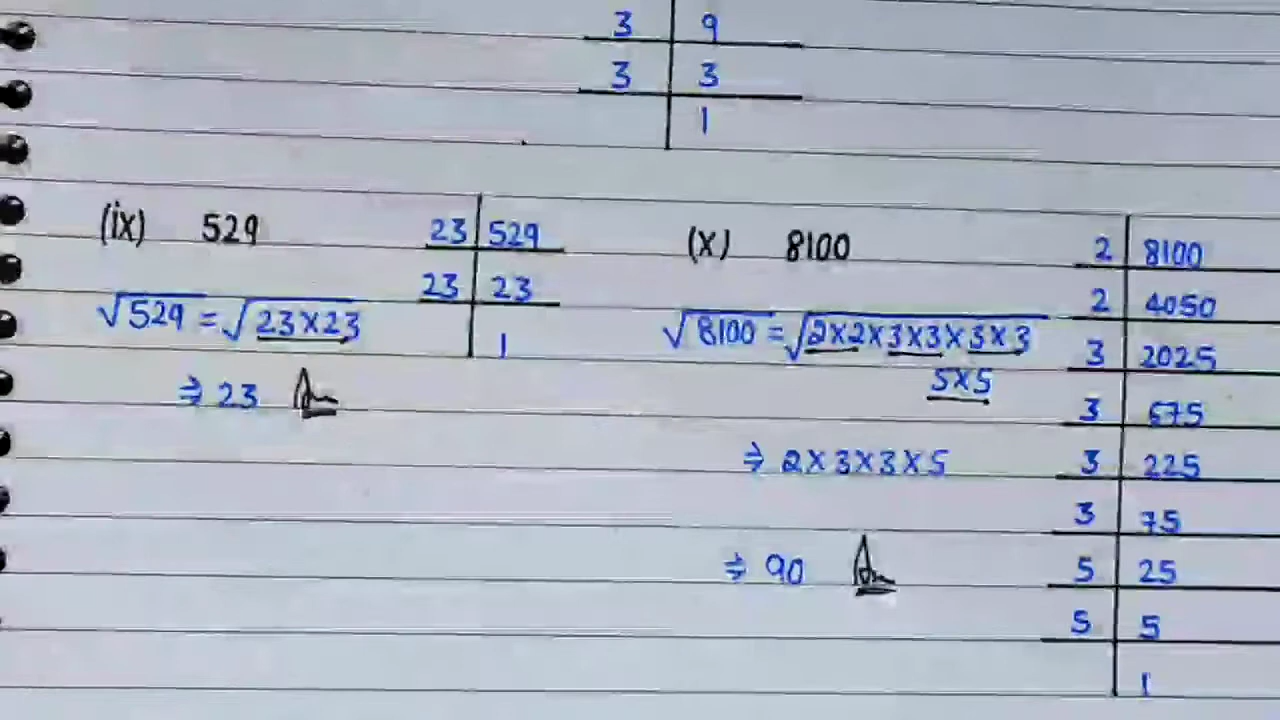 3 | 9
3 | 3
1
(ix) 529
23 | 529
23 | 23
1
√529 = √23×23
⇒ 23 Ans
(x) 8100
2 | 8100
2 | 4050
3 | 2025
3 | 675
3 | 225
3 | 75
5 | 25
5 | 5
1
√8100 = √2×2×3×3×3×3
5×5
⇒ 2×3×3×5
⇒ 90 Ans